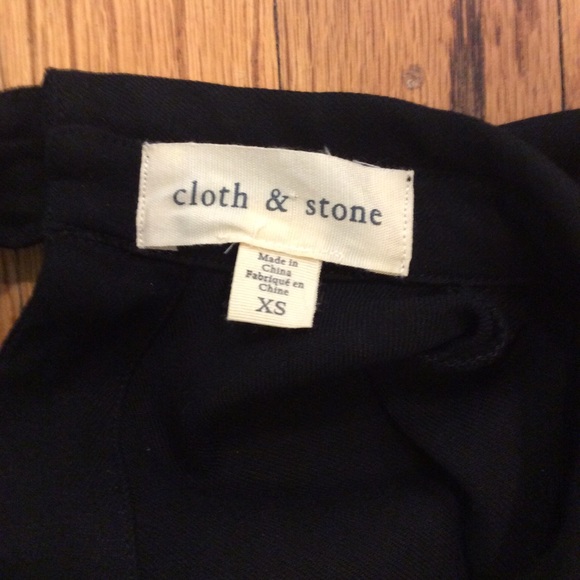 cloth & stone
Made in
China
Fabriqué en
Chine
XS